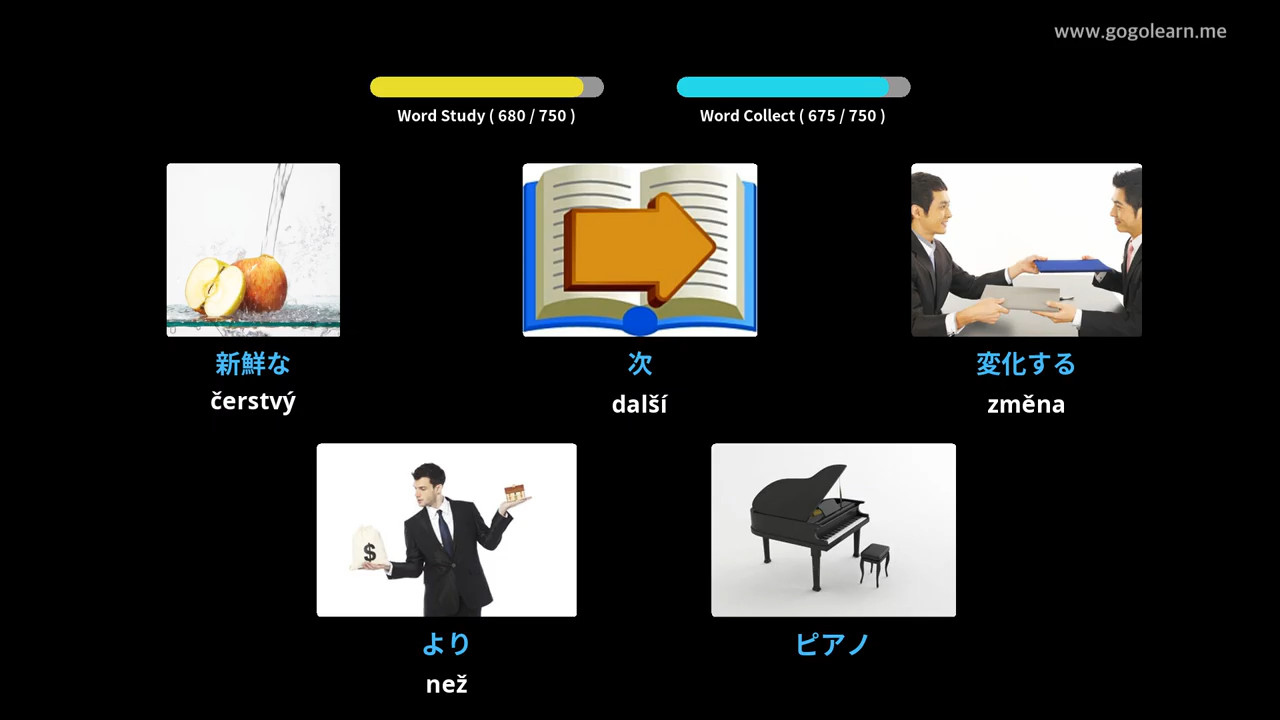 www.gogolearn.me
Word Study ( 680 / 750 )
Word Collect ( 675 / 750 )
新鮮な
čerstvý
次
další
変化する
změna
$
より
než
ピアノ